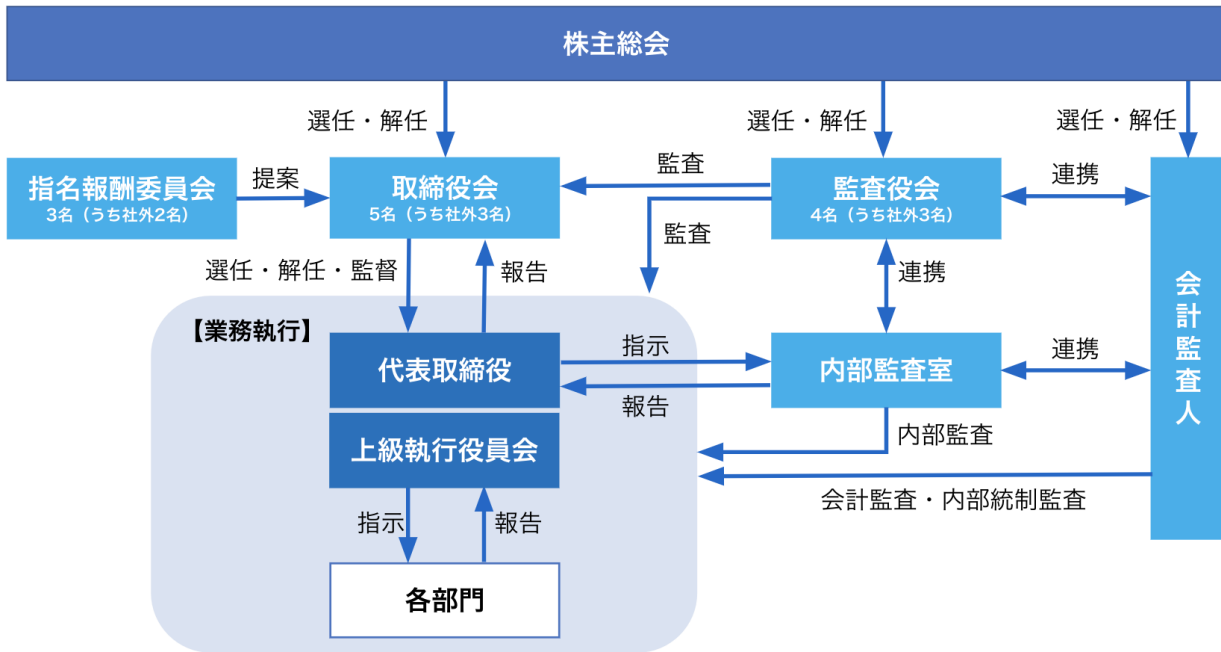 株主総会
選任・解任
選任・解任
選任・解任
指名報酬委員会
3名（うち社外2名）
提案
取締役会
5名（うち社外3名）
監査
監査役会
4名（うち社外3名）
連携
監査
選任・解任・監督
報告
連携
会計監査人
【業務執行】
代表取締役
指示
報告
内部監査室
連携
上級執行役員会
内部監査
会計監査・内部統制監査
指示
報告
各部門